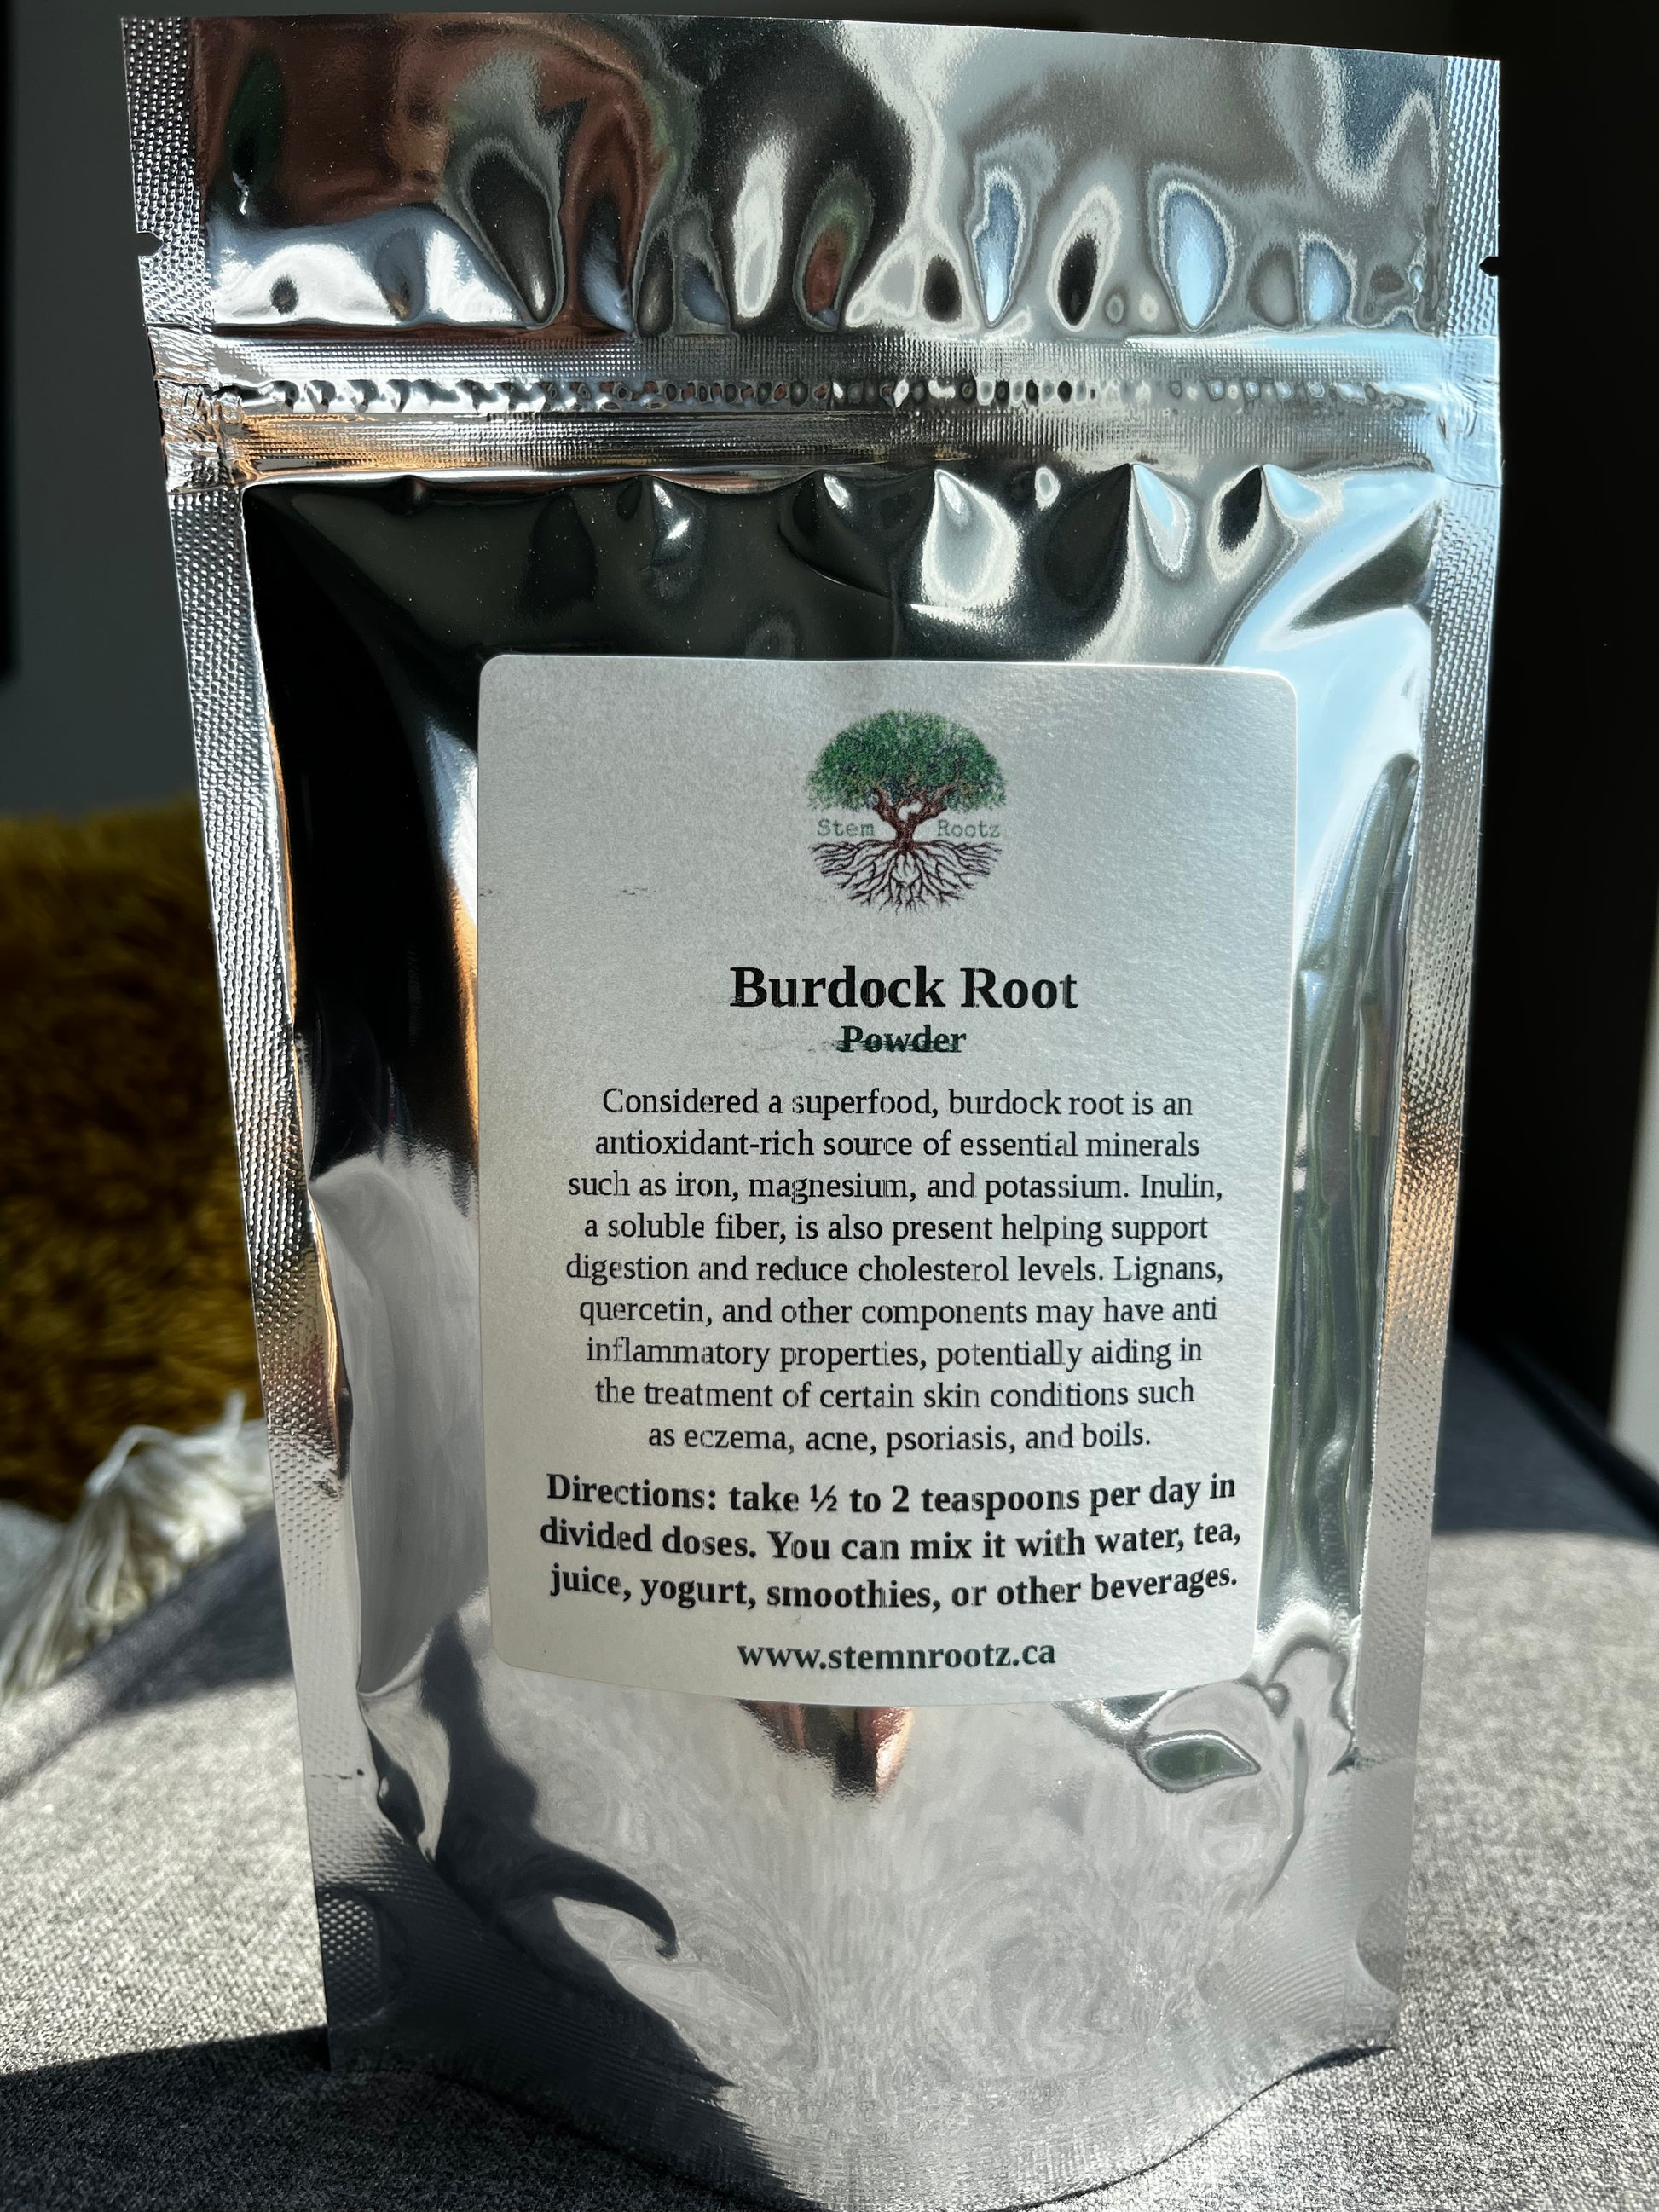 Stem Rootz
Burdock Root
Powder
Considered a superfood, burdock root is an
antioxidant-rich source of essential minerals
such as iron, magnesium, and potassium. Inulin,
a soluble fiber, is also present helping support
digestion and reduce cholesterol levels. Lignans,
quercetin, and other components may have anti
inflammatory properties, potentially aiding in
the treatment of certain skin conditions such
as eczema, acne, psoriasis, and boils.
Directions: take ½ to 2 teaspoons per day in
divided doses. You can mix it with water, tea,
juice, yogurt, smoothies, or other beverages.
www.stemnrootz.ca